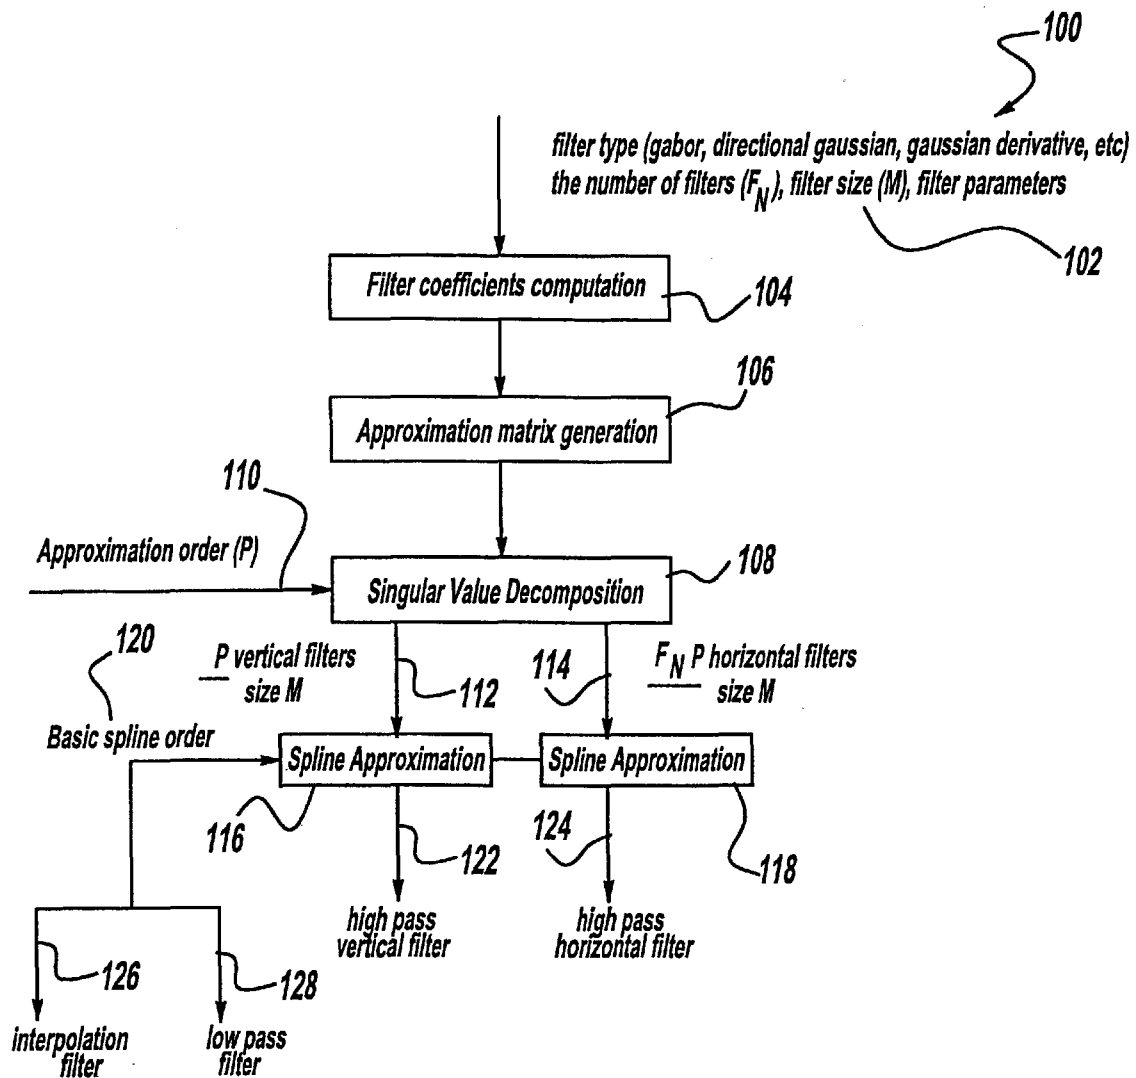 100
filter type (gabor, directional gaussian, gaussian derivative, etc)
the number of filters (F_N), filter size (M), filter parameters
102
Filter coefficients computation
104
106
Approximation matrix generation
110
Approximation order (P)
108
Singular Value Decomposition
120
P vertical filters
size M
112
114
F_N P horizontal filters
size M
Basic spline order
Spline Approximation
Spline Approximation
116
122
124
118
high pass
vertical filter
high pass
horizontal filter
126
128
interpolation
filter
low pass
filter